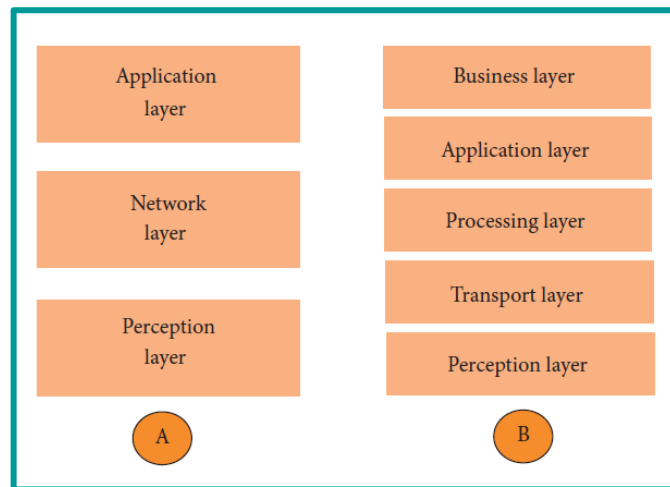 Application
layer
Network
layer
Perception
layer
A
Business layer
Application layer
Processing layer
Transport layer
Perception layer
B